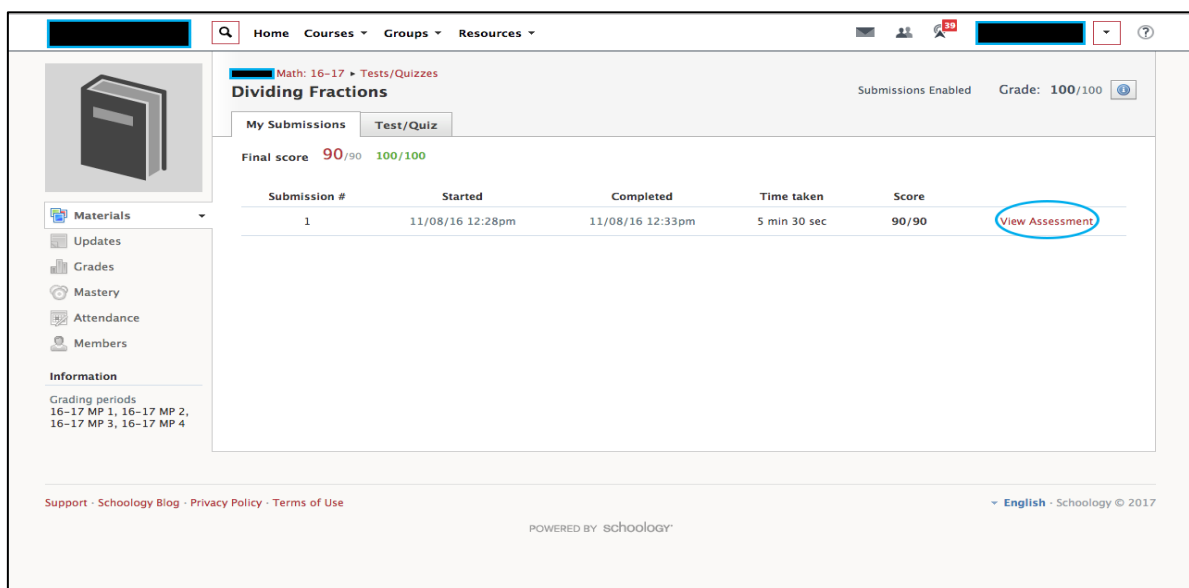 Home Courses Groups Resources 39
Math: 16-17 ▸ Tests/Quizzes
Dividing Fractions
Submissions Enabled Grade: 100/100
My Submissions Test/Quiz
Final score 90/90 100/100
Submission # Started Completed Time taken Score
1 11/08/16 12:28pm 11/08/16 12:33pm 5 min 30 sec 90/90 View Assessment
Materials
Updates
Grades
Mastery
Attendance
Members
Information
Grading periods
16-17 MP 1, 16-17 MP 2,
16-17 MP 3, 16-17 MP 4
Support · Schoology Blog · Privacy Policy · Terms of Use English · Schoology © 2017
POWERED BY schoology